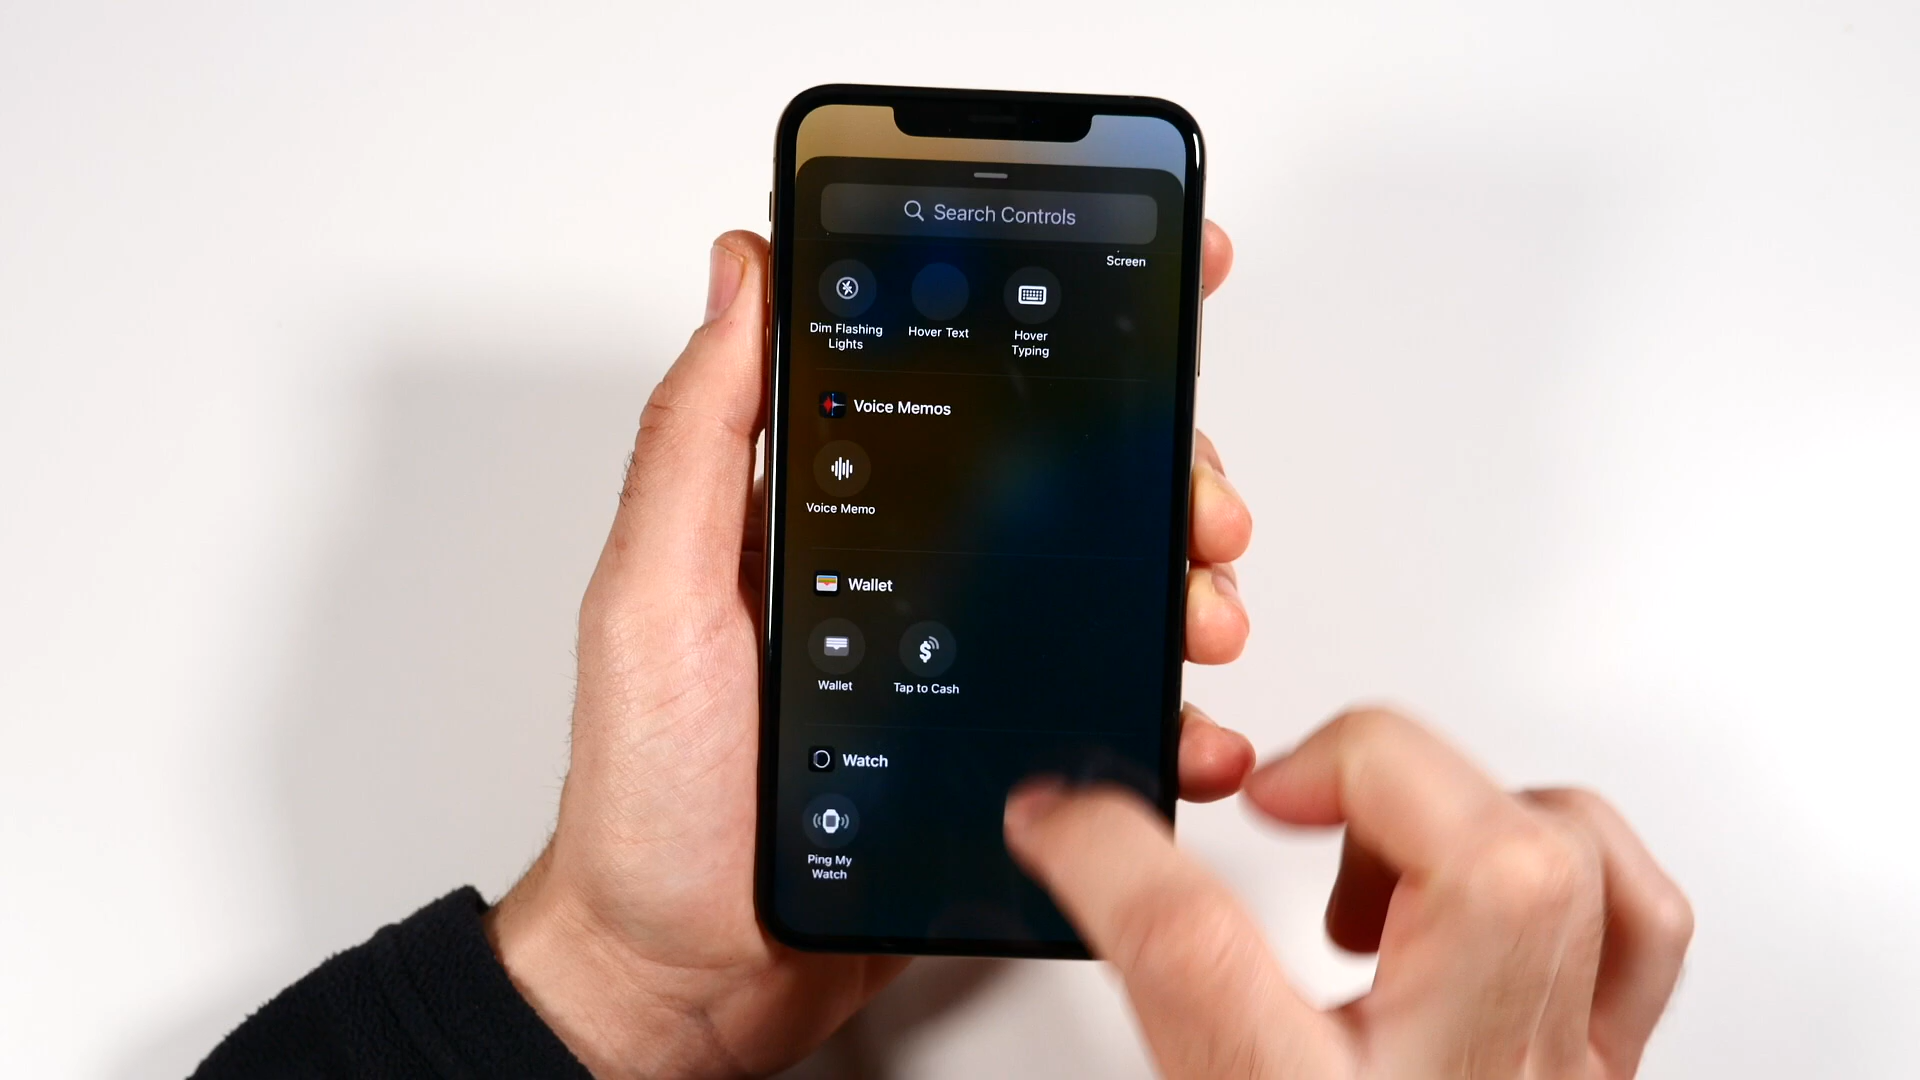 Search Controls
Screen
Dim Flashing
Lights
Hover Text
Hover
Typing
Voice Memos
Voice Memo
Wallet
Wallet
Tap to Cash
Watch
Ping My
Watch